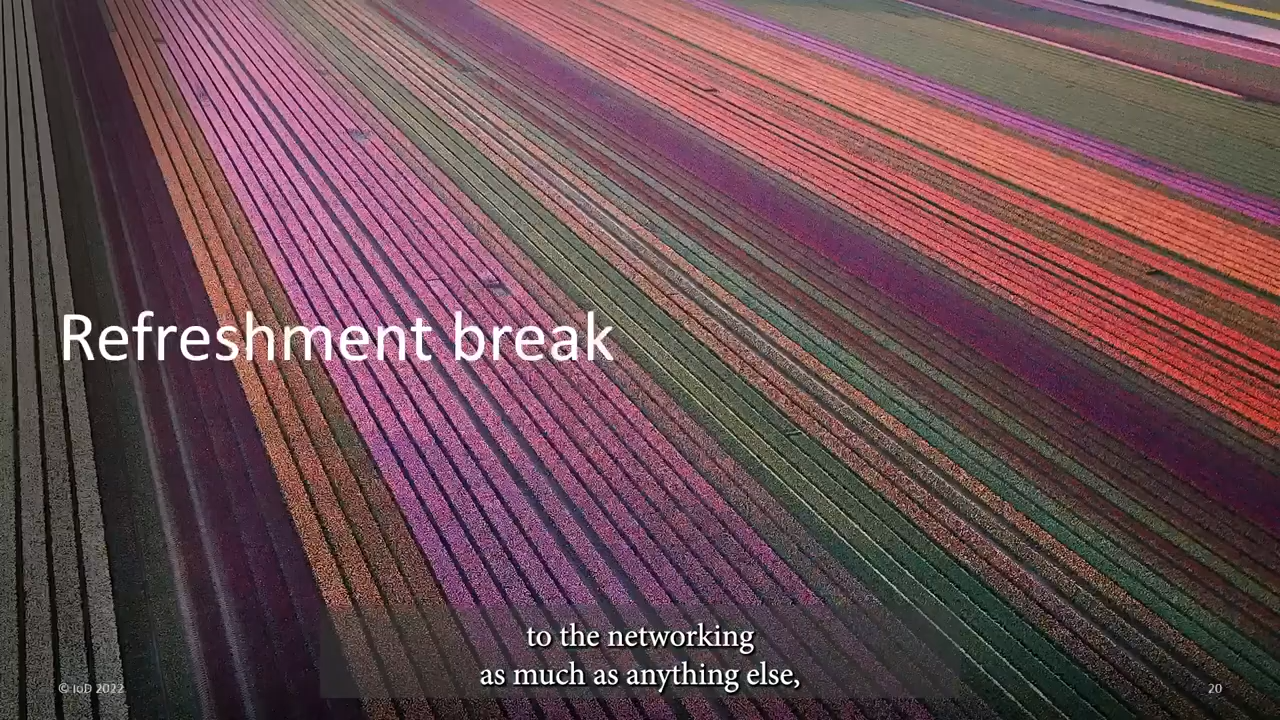 Refreshment break
to the networking
as much as anything else,
© IoD 2022
20